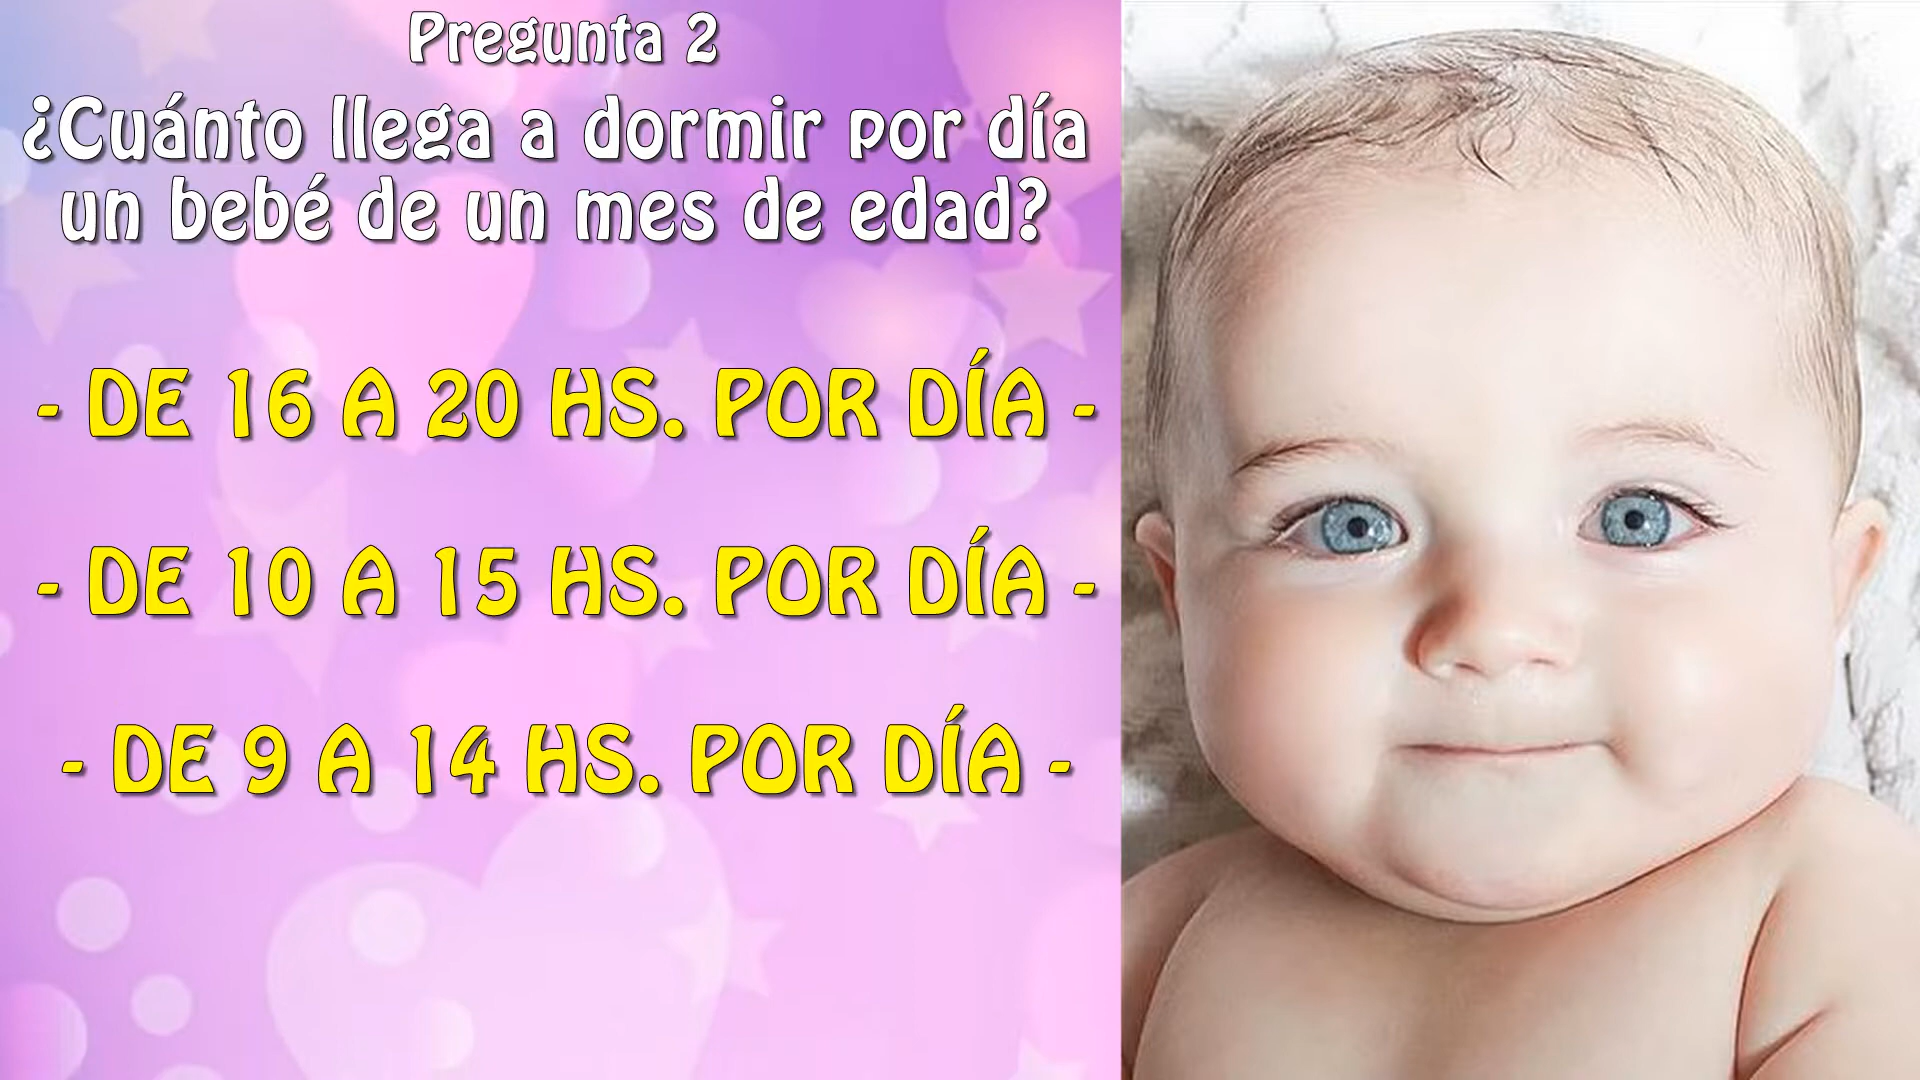 Pregunta 2
¿Cuánto llega a dormir por día
un bebé de un mes de edad?
- DE 16 A 20 HS. POR DÍA -
- DE 10 A 15 HS. POR DÍA -
- DE 9 A 14 HS. POR DÍA -